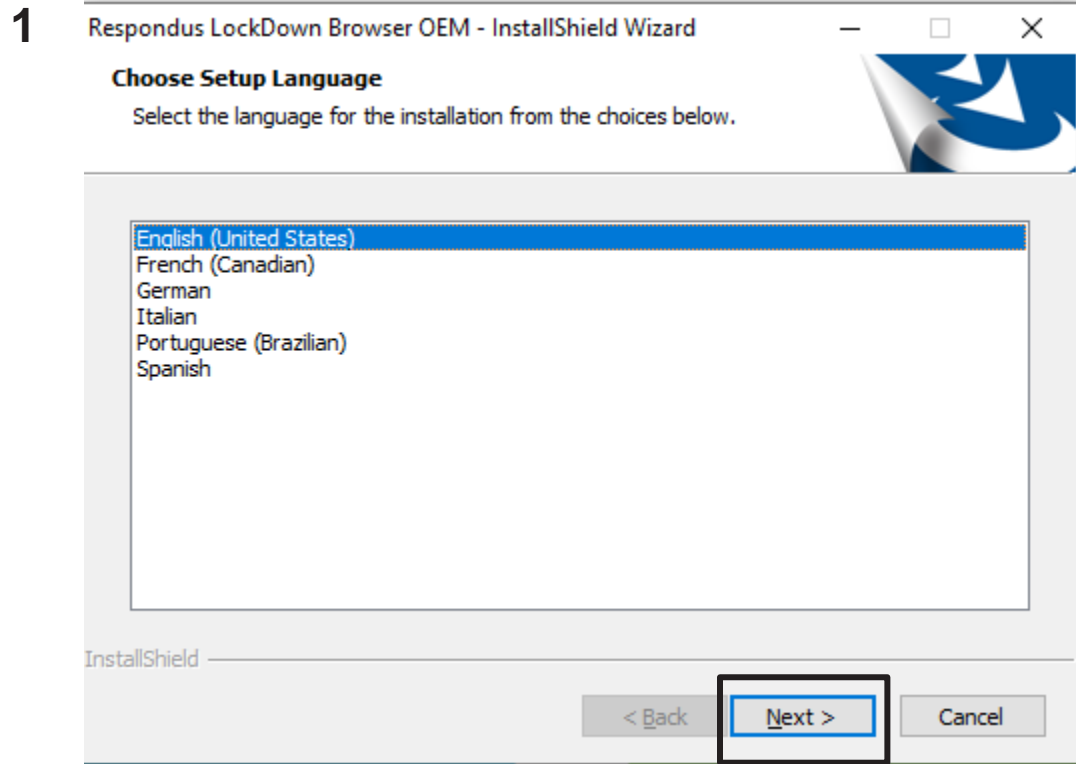 1
Respondus LockDown Browser OEM - InstallShield Wizard
Choose Setup Language
Select the language for the installation from the choices below.
English (United States)
French (Canadian)
German
Italian
Portuguese (Brazilian)
Spanish
InstallShield
< Back Next > Cancel